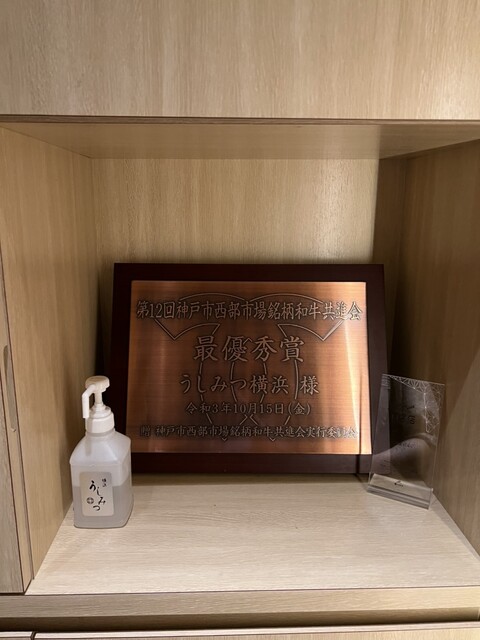 第12回神戸市西部市場銘柄和牛共進会
最優秀賞
うしみつ横浜 様
令和3年10月15日(金)
贈 神戸市西部市場銘柄和牛共進会実行委員会
うしみつ